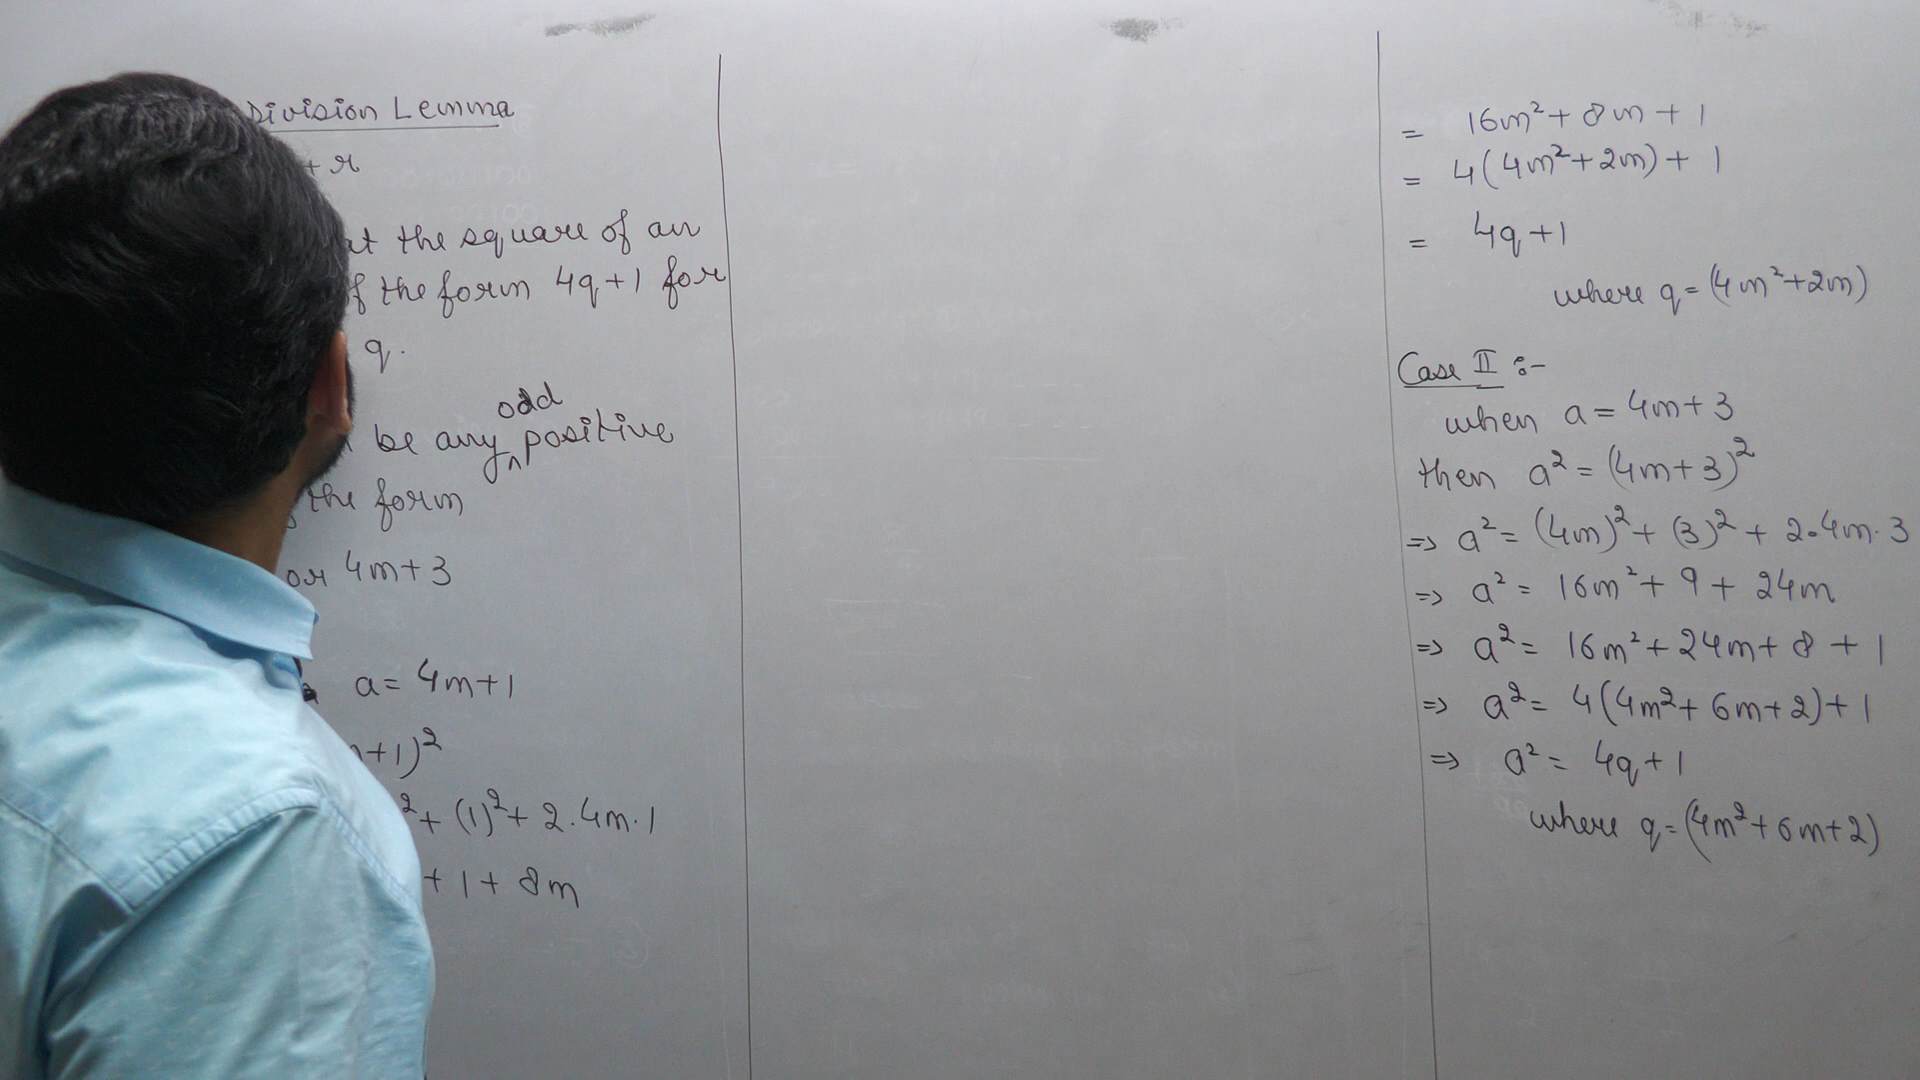 Division Lemma
+ r
at the square of an
f the form 4q+1 for
q.
odd
be any ^ positive
the form
or 4m+3
a = 4m+1
+1)²
² + (1)² + 2.4m.1
+ 1 + 8m
= 16m² + 8m + 1
= 4(4m² + 2m) + 1
= 4q+1
where q = (4m²+2m)
Case II :-
when a = 4m+3
then a² = (4m+3)²
⇒ a² = (4m)² + (3)² + 2.4m.3
⇒ a² = 16m² + 9 + 24m
⇒ a² = 16m² + 24m + 8 + 1
⇒ a² = 4(4m² + 6m + 2) + 1
⇒ a² = 4q+1
where q = (4m² + 6m + 2)